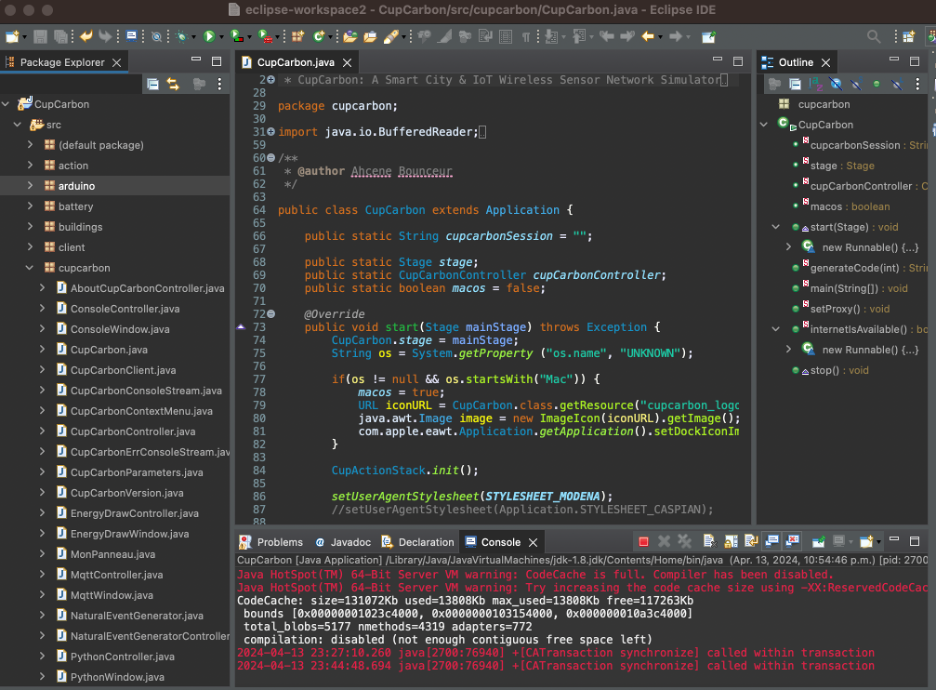 eclipse-workspace2 - CupCarbon/src/cupcarbon/CupCarbon.java - Eclipse IDE
Package Explorer
CupCarbon
src
(default package)
action
arduino
battery
buildings
client
cupcarbon
AboutCupCarbonController.java
ConsoleController.java
ConsoleWindow.java
CupCarbon.java
CupCarbonClient.java
CupCarbonConsoleStream.java
CupCarbonContextMenu.java
CupCarbonController.java
CupCarbonErrConsoleStream.jav
CupCarbonParameters.java
CupCarbonVersion.java
EnergyDrawController.java
EnergyDrawWindow.java
MonPanneau.java
MqttController.java
MqttWindow.java
NaturalEventGenerator.java
NaturalEventGeneratorController
PythonController.java
PythonWindow.java
CupCarbon.java
2 * CupCarbon: A Smart City & IoT Wireless Sensor Network Simulator
28
29 package cupcarbon;
30
31 import java.io.BufferedReader;
59
60 /**
61 * @author Ahcene Bounceur
62 */
63
64 public class CupCarbon extends Application {
65
66 public static String cupcarbonSession = "";
67
68 public static Stage stage;
69 public static CupCarbonController cupCarbonController;
70 public static boolean macos = false;
71
72 @Override
73 public void start(Stage mainStage) throws Exception {
74 CupCarbon.stage = mainStage;
75 String os = System.getProperty ("os.name", "UNKNOWN");
76
77 if(os != null && os.startsWith("Mac")) {
78 macos = true;
79 URL iconURL = CupCarbon.class.getResource("cupcarbon_logo
80 java.awt.Image image = new ImageIcon(iconURL).getImage();
81 com.apple.eawt.Application.getApplication().setDockIconIm
82 }
83
84 CupActionStack.init();
85
86 setUserAgentStylesheet(STYLESHEET_MODENA);
87 //setUserAgentStylesheet(Application.STYLESHEET_CASPIAN);
88
Outline
cupcarbon
CupCarbon
cupcarbonSession : Strin
stage : Stage
cupCarbonController : C
macos : boolean
start(Stage) : void
new Runnable() {...}
generateCode(int) : Strin
main(String[]) : void
setProxy() : void
internetIsAvailable() : bo
new Runnable() {...}
stop() : void
Problems
@ Javadoc
Declaration
Console
CupCarbon [Java Application] /Library/Java/JavaVirtualMachines/jdk-1.8.jdk/Contents/Home/bin/java (Apr. 13, 2024, 10:54:46 p.m.) [pid: 2700
Java HotSpot(TM) 64-Bit Server VM warning: CodeCache is full. Compiler has been disabled.
Java HotSpot(TM) 64-Bit Server VM warning: Try increasing the code cache size using -XX:ReservedCodeCac
CodeCache: size=131072Kb used=13808Kb max_used=13808Kb free=117263Kb
bounds [0x00000001023c4000, 0x0000000103154000, 0x000000010a3c4000]
total_blobs=5177 nmethods=4319 adapters=772
compilation: disabled (not enough contiguous free space left)
2024-04-13 23:27:10.260 java[2700:76940] +[CATransaction synchronize] called within transaction
2024-04-13 23:44:48.694 java[2700:76940] +[CATransaction synchronize] called within transaction